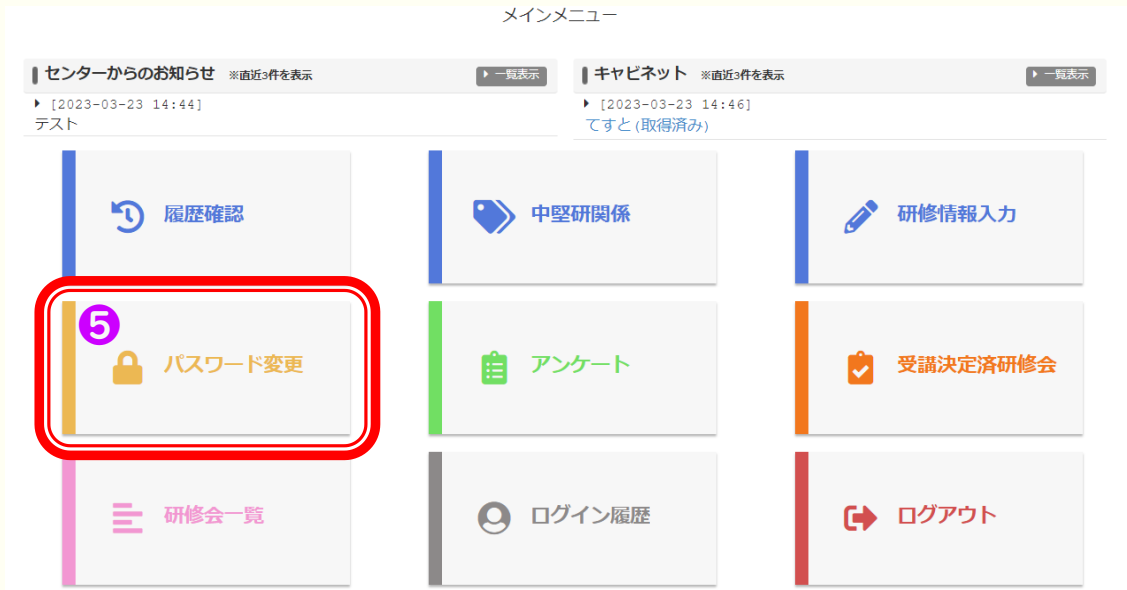 メインメニュー
センターからのお知らせ ※直近3件を表示
一覧表示
[2023-03-23 14:44]
テスト
キャビネット ※直近3件を表示
一覧表示
[2023-03-23 14:46]
てすと(取得済み)
履歴確認
中堅研関係
研修情報入力
5
パスワード変更
アンケート
受講決定済研修会
研修会一覧
ログイン履歴
ログアウト